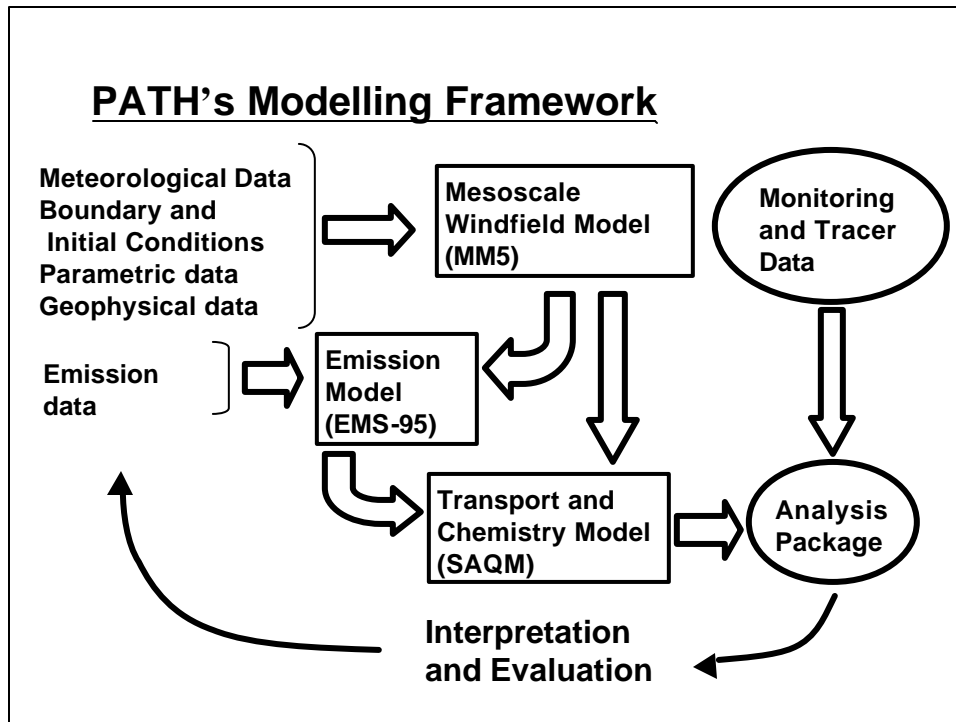 PATH’s Modelling Framework
Meteorological Data
Boundary and
Initial Conditions
Parametric data
Geophysical data
Mesoscale
Windfield Model
(MM5)
Monitoring
and Tracer
Data
Emission
data
Emission
Model
(EMS-95)
Transport and
Chemistry Model
(SAQM)
Analysis
Package
Interpretation
and Evaluation